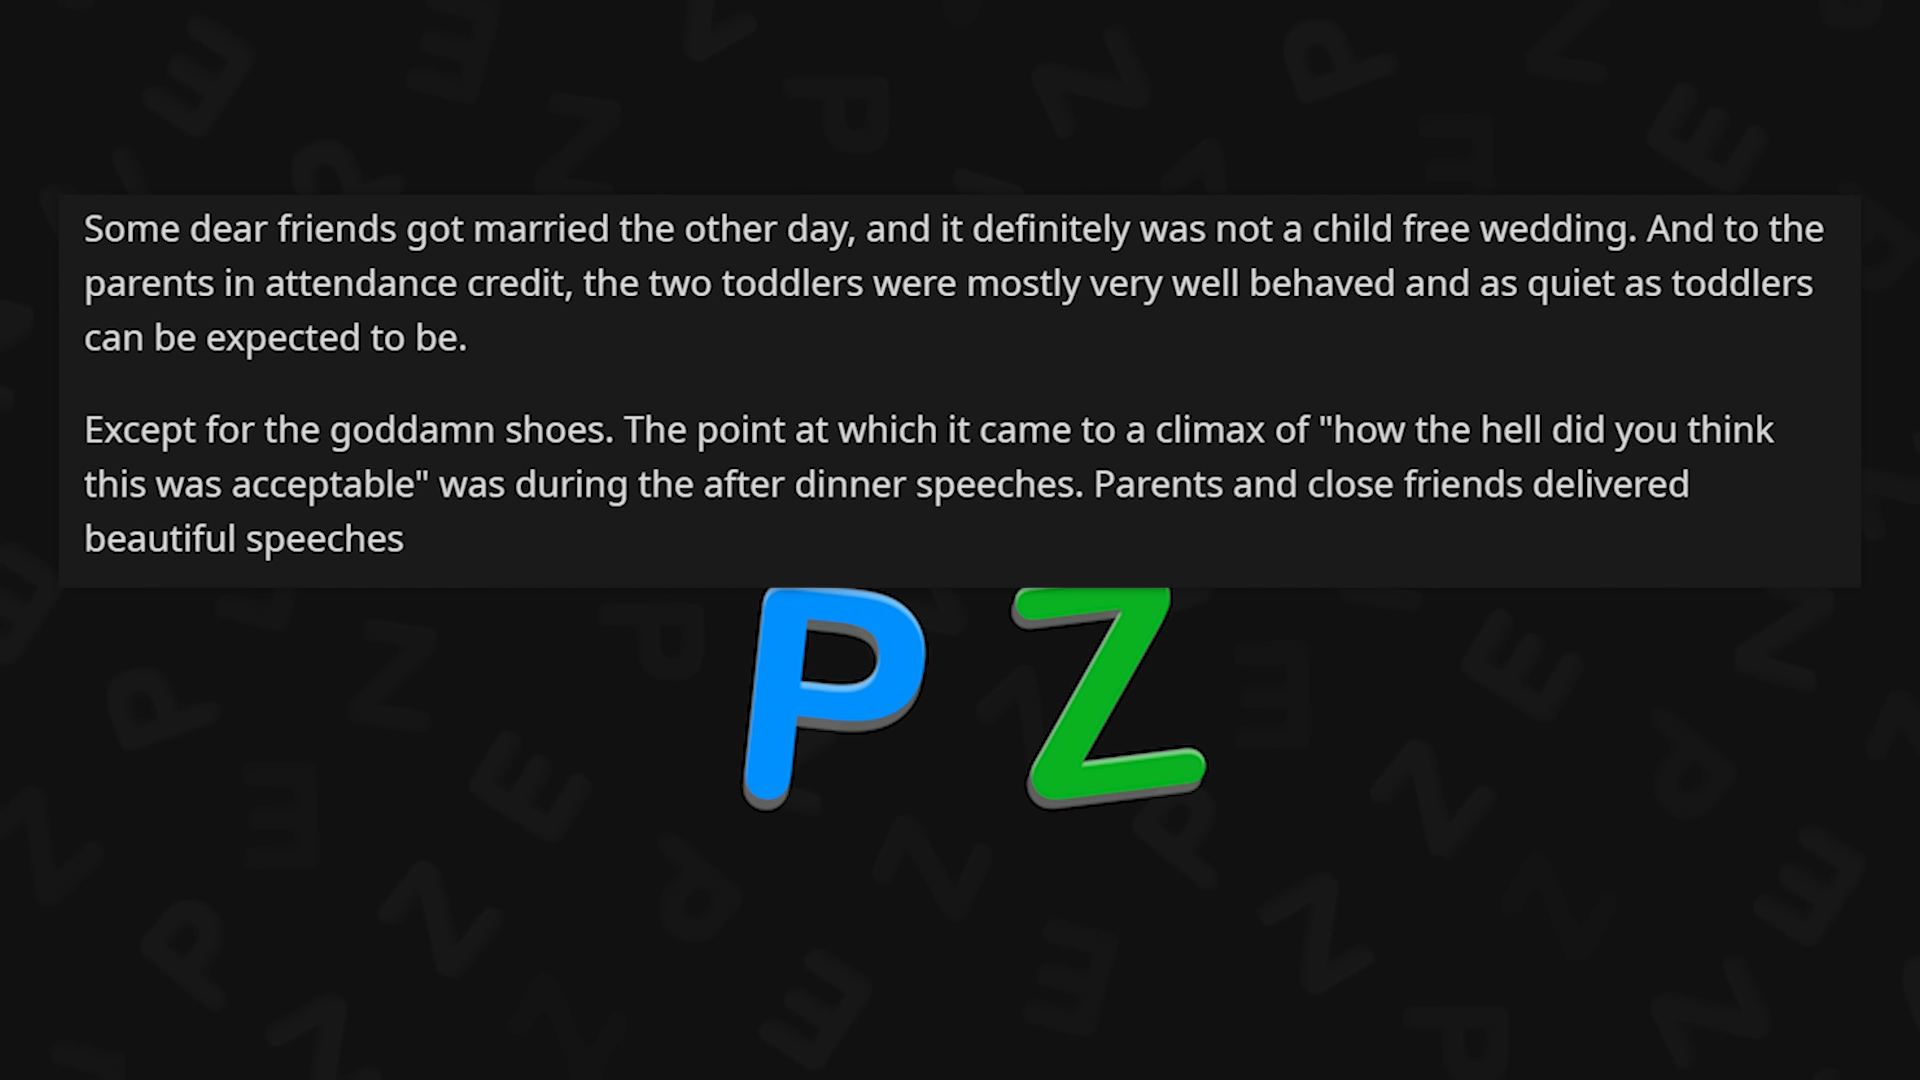 Some dear friends got married the other day, and it definitely was not a child free wedding. And to the
parents in attendance credit, the two toddlers were mostly very well behaved and as quiet as toddlers
can be expected to be.
Except for the goddamn shoes. The point at which it came to a climax of "how the hell did you think
this was acceptable" was during the after dinner speeches. Parents and close friends delivered
beautiful speeches
P Z